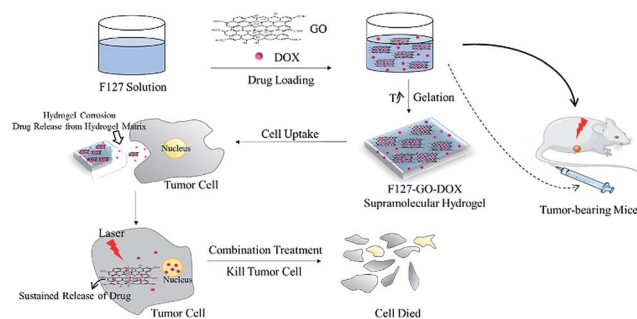 GO
DOX
F127 Solution
Drug Loading
T
Gelation
Hydrogel Corrosion
Drug Release from Hydrogel Matrix
Cell Uptake
Nucleus
Tumor Cell
F127-GO-DOX
Supramolecular Hydrogel
Tumor-bearing Mice
Laser
Combination Treatment
Nucleus
Kill Tumor Cell
Sustained Release of Drug
Tumor Cell
Cell Died